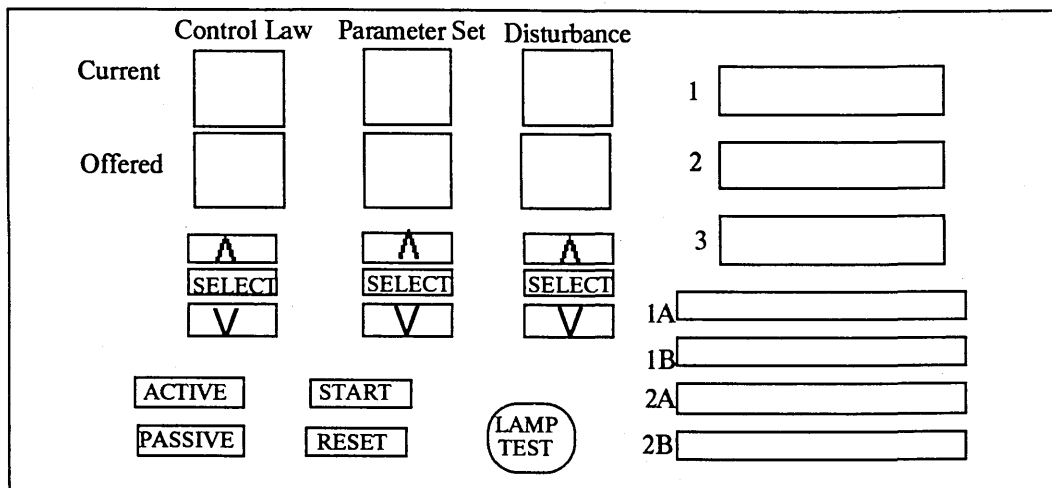 Control Law Parameter Set Disturbance
Current
Offered
1
2
3
Λ Λ Λ
SELECT SELECT SELECT
V V V
1A
1B
2A
2B
ACTIVE START
PASSIVE RESET
LAMP
TEST